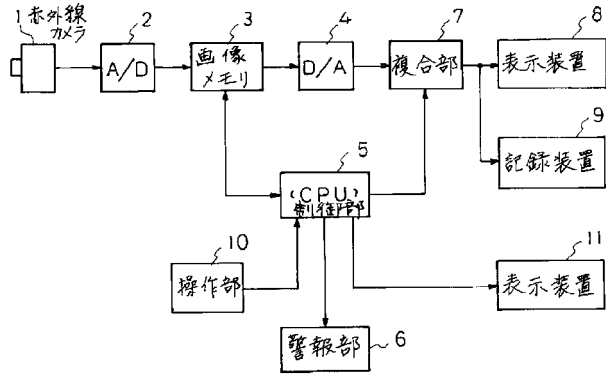 1 赤外線
カメラ
2
A/D
3
画像
メモリ
4
D/A
7
複合部
8
表示装置
9
記録装置
5
(CPU)
制御部
10
操作部
11
表示装置
警報部
6